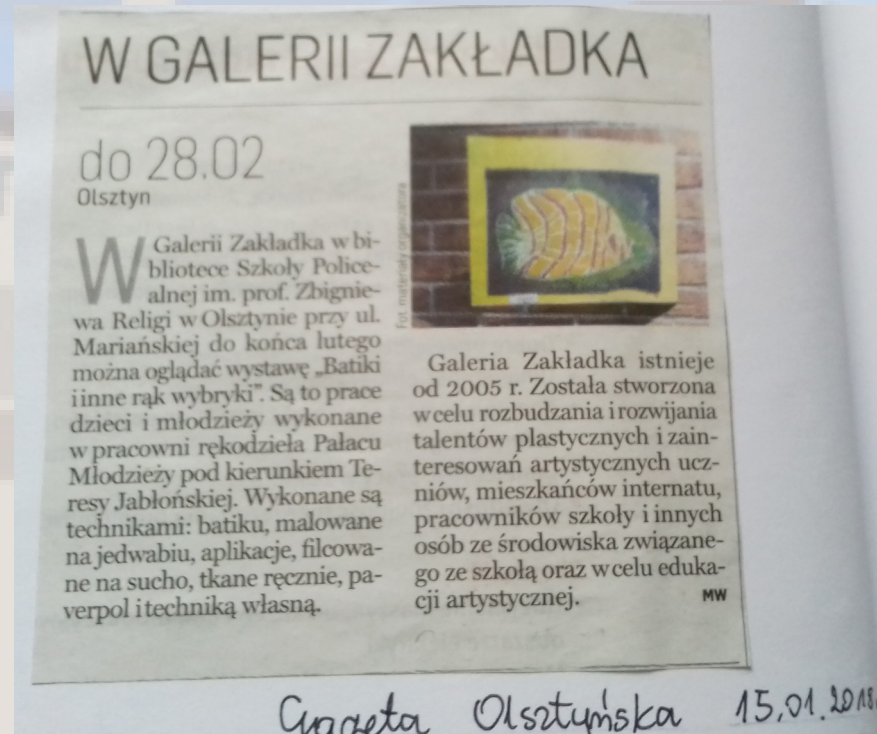 W GALERII ZAKŁADKA
do 28.02
Olsztyn
W Galerii Zakładka w bi-
bliotece Szkoły Police-
alnej im. prof. Zbignie-
wa Religi w Olsztynie przy ul.
Mariańskiej do końca lutego
można oglądać wystawę „Batiki
i inne rąk wybryki”. Są to prace
dzieci i młodzieży wykonane
w pracowni rękodzieła Pałacu
Młodzieży pod kierunkiem Te-
resy Jabłońskiej. Wykonane są
technikami: batiku, malowane
na jedwabiu, aplikacje, filcowa-
ne na sucho, tkane ręcznie, pa-
verpol i techniką własną.
Fot. materiały organizatora
Galeria Zakładka istnieje
od 2005 r. Została stworzona
w celu rozbudzania i rozwijania
talentów plastycznych i zain-
teresowań artystycznych ucz-
niów, mieszkańców internatu,
pracowników szkoły i innych
osób ze środowiska związane-
go ze szkołą oraz w celu eduka-
cji artystycznej.
MW
Gazeta Olsztyńska 15.01.2018